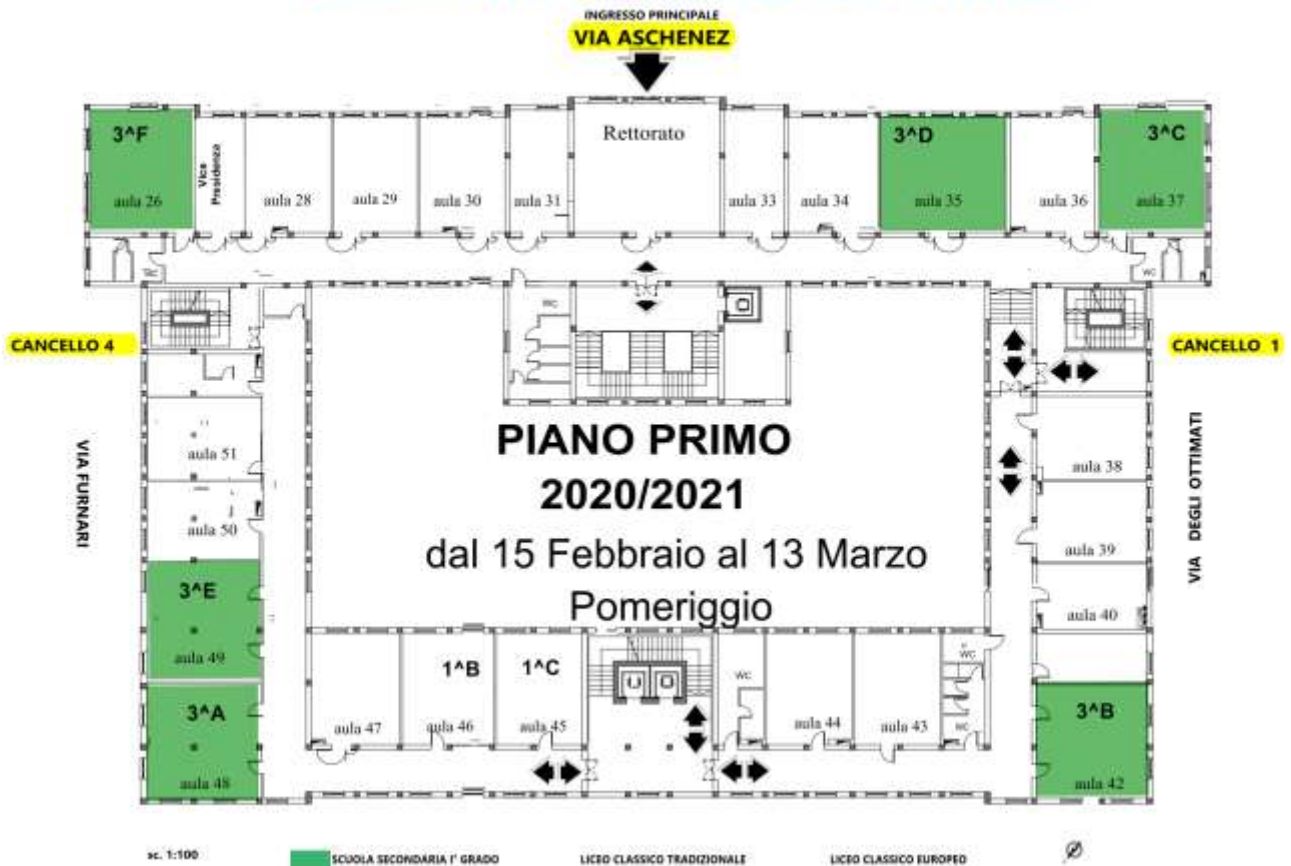 INGRESSO PRINCIPALE
VIA ASCHENEZ
3^F
aula 26
Vice
Presidenza
aula 28
aula 29
aula 30
aula 31
Rettorato
aula 33
aula 34
3^D
aula 35
aula 36
3^C
aula 37
WC
WC
WC
CANCELLO 4
CANCELLO 1
VIA FURNARI
VIA DEGLI OTTIMATI
aula 51
aula 50
3^E
aula 49
3^A
aula 48
PIANO PRIMO
2020/2021
dal 15 Febbraio al 13 Marzo
Pomeriggio
aula 38
aula 39
aula 40
aula 47
1^B
aula 46
1^C
aula 45
WC
aula 44
aula 43
WC
WC
3^B
aula 42
sc. 1:100
SCUOLA SECONDARIA I° GRADO
LICEO CLASSICO TRADIZIONALE
LICEO CLASSICO EUROPEO